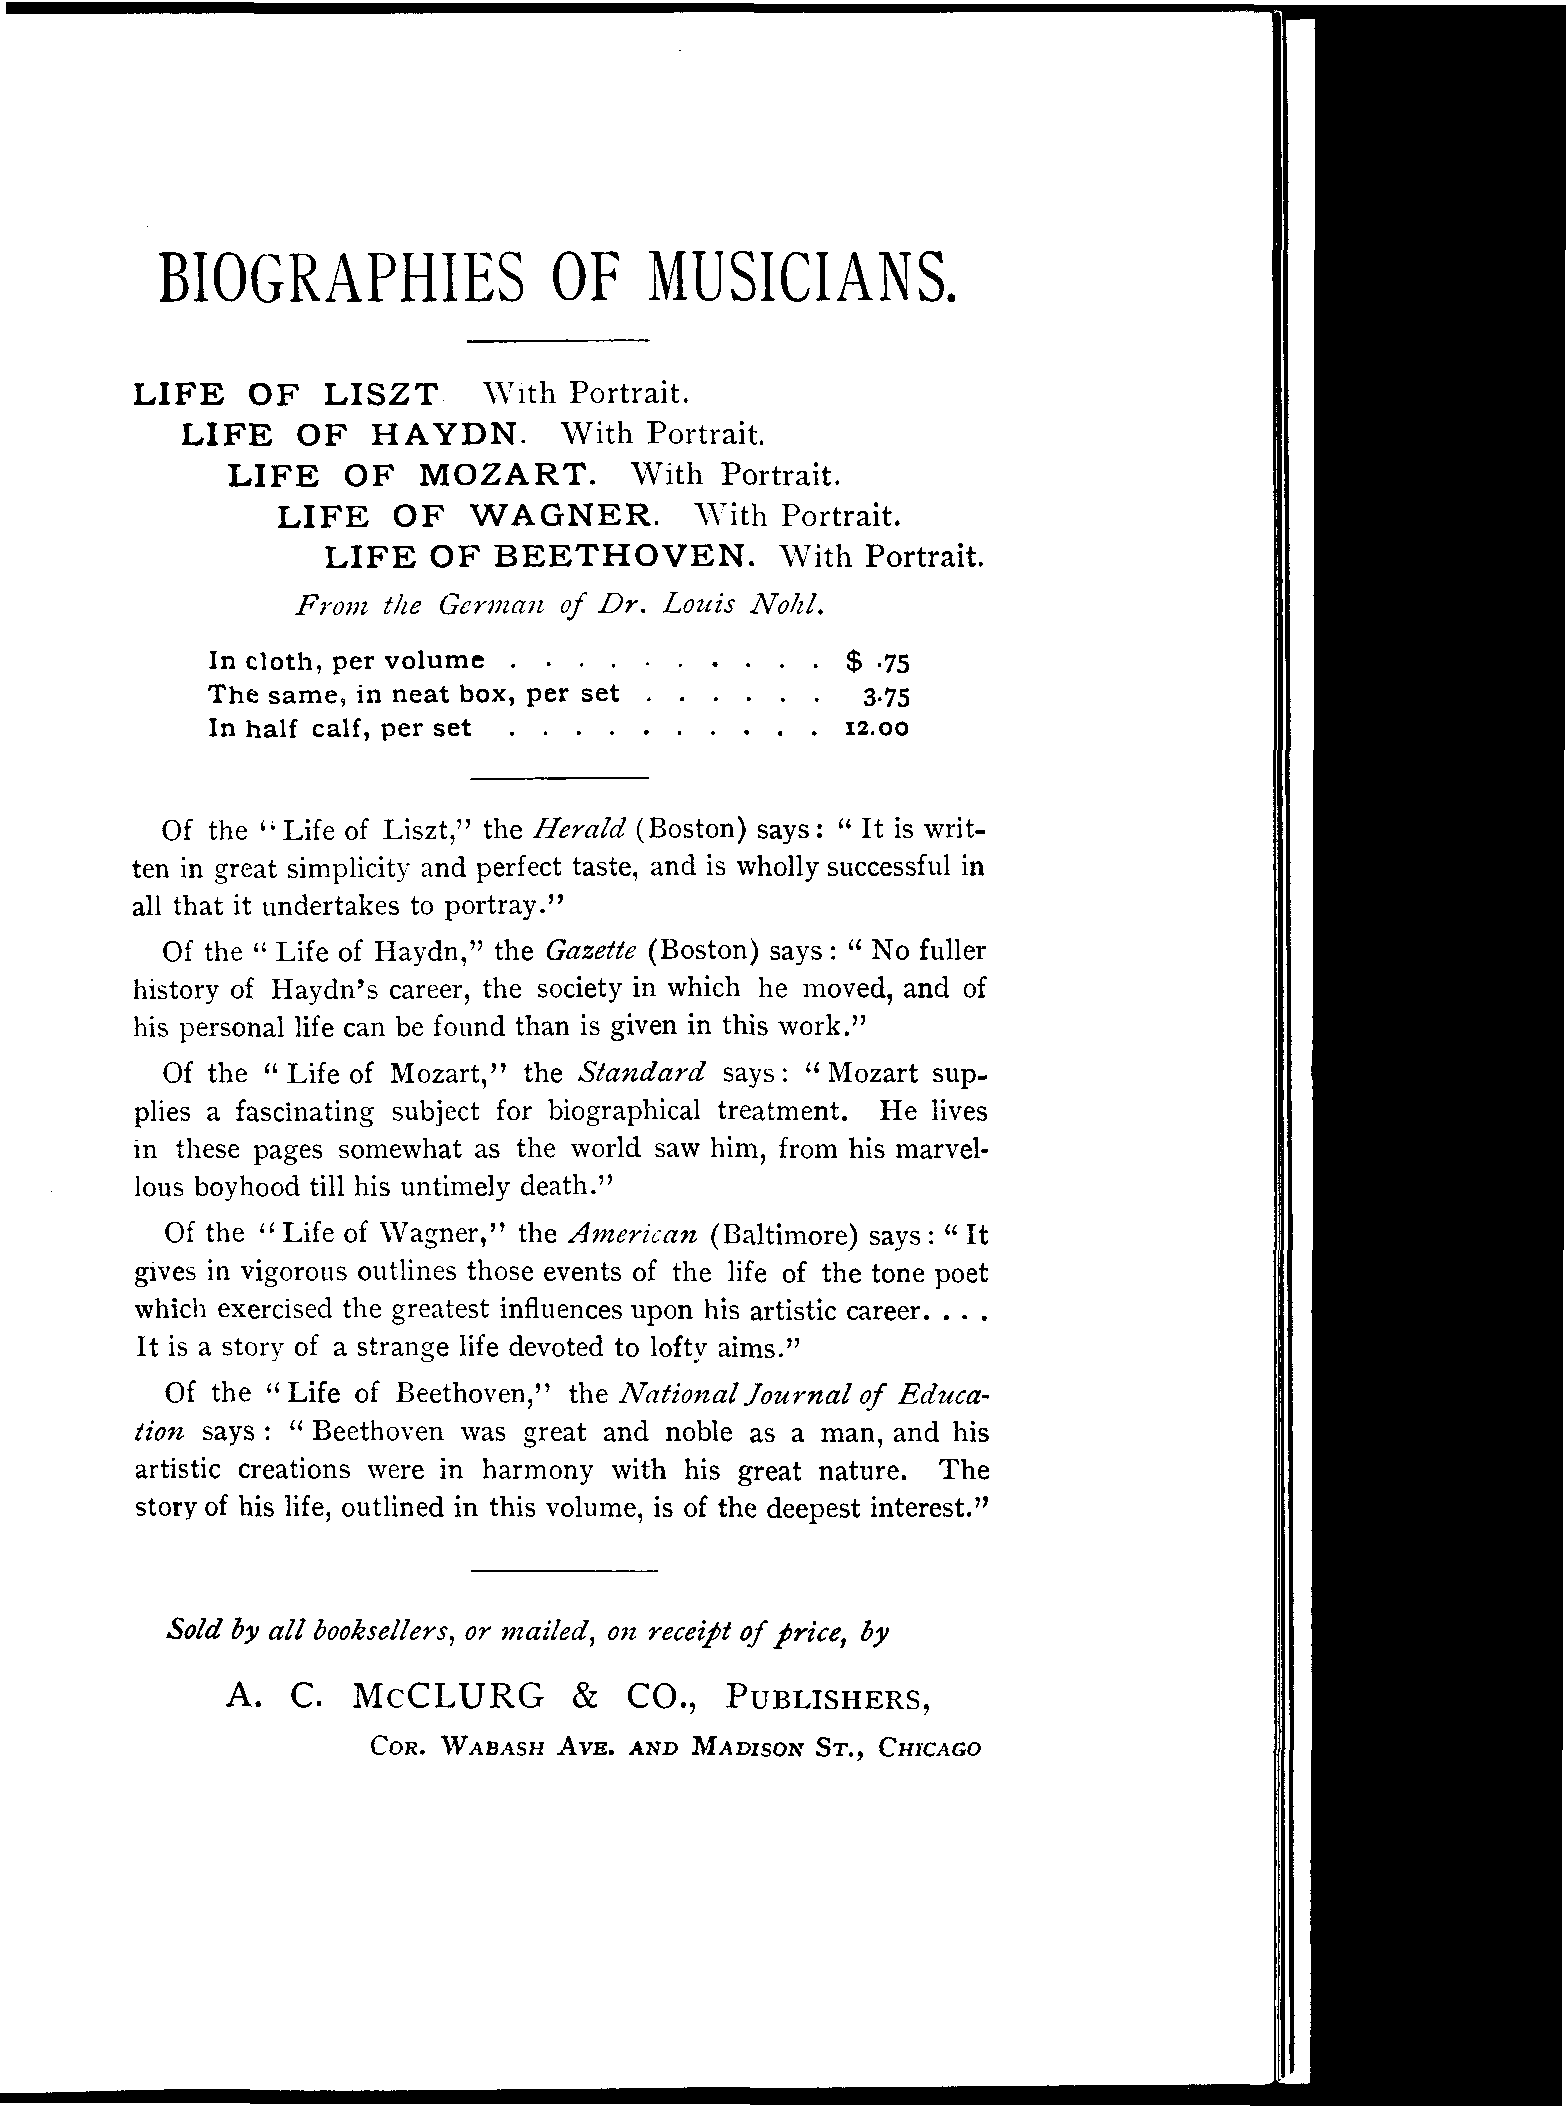 BIOGRAPHIES OF MUSICIANS.
LIFE OF LISZT With Portrait.
LIFE OF HAYDN. With Portrait.
LIFE OF MOZART. With Portrait.
LIFE OF WAGNER. With Portrait.
LIFE OF BEETHOVEN. With Portrait.
From the German of Dr. Louis Nohl.
In cloth, per volume . . . . . . . . . . $ .75
The same, in neat box, per set . . . . . . 3.75
In half calf, per set . . . . . . . . . . 12.00
Of the "Life of Liszt," the Herald (Boston) says: "It is writ-
ten in great simplicity and perfect taste, and is wholly successful in
all that it undertakes to portray."
Of the "Life of Haydn," the Gazette (Boston) says: "No fuller
history of Haydn's career, the society in which he moved, and of
his personal life can be found than is given in this work."
Of the "Life of Mozart," the Standard says: "Mozart sup-
plies a fascinating subject for biographical treatment. He lives
in these pages somewhat as the world saw him, from his marvel-
lous boyhood till his untimely death."
Of the "Life of Wagner," the American (Baltimore) says: "It
gives in vigorous outlines those events of the life of the tone poet
which exercised the greatest influences upon his artistic career. . . .
It is a story of a strange life devoted to lofty aims."
Of the "Life of Beethoven," the National Journal of Educa-
tion says: "Beethoven was great and noble as a man, and his
artistic creations were in harmony with his great nature. The
story of his life, outlined in this volume, is of the deepest interest."
Sold by all booksellers, or mailed, on receipt of price, by
A. C. McCLURG & CO., PUBLISHERS,
COR. WABASH AVE. AND MADISON ST., CHICAGO